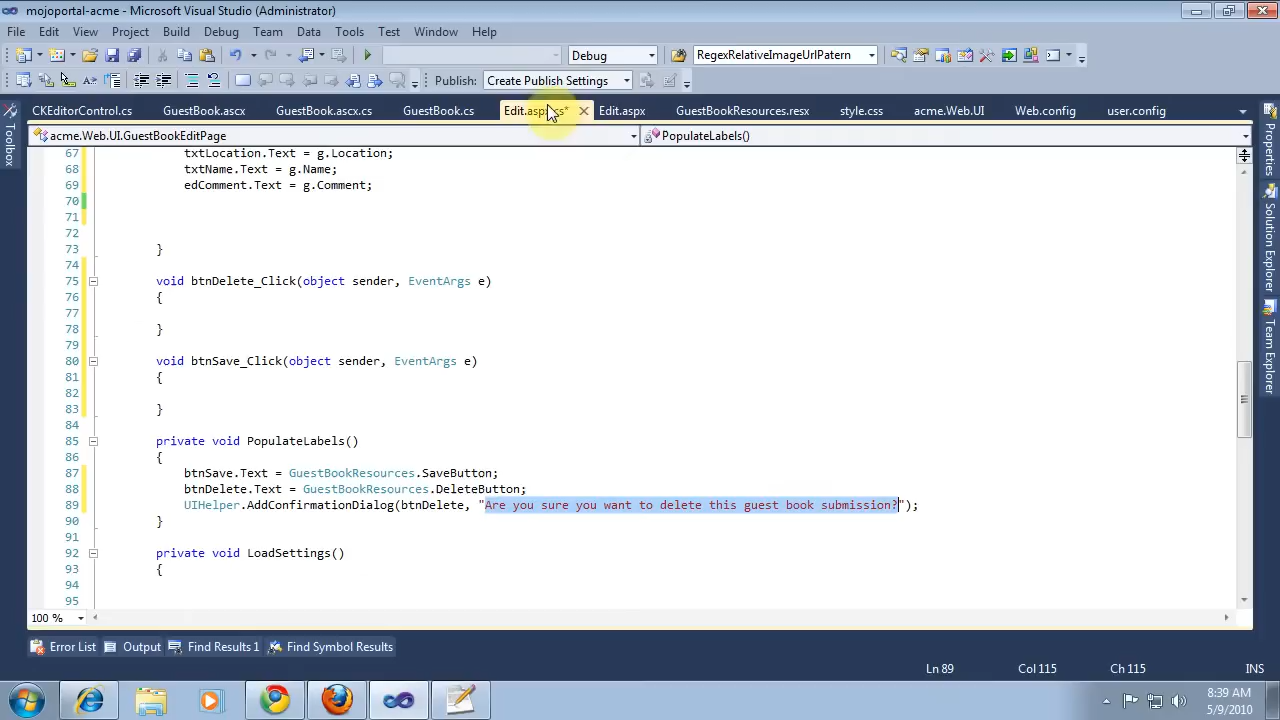 mojoportal-acme - Microsoft Visual Studio (Administrator)
File Edit View Project Build Debug Team Data Tools Test Window Help
Debug RegexRelativeImageUrlPatern
Publish: Create Publish Settings
CKEditorControl.cs GuestBook.ascx GuestBook.ascx.cs GuestBook.cs Edit.aspx.cs* Edit.aspx GuestBookResources.resx style.css acme.Web.UI Web.config user.config
acme.Web.UI.GuestBookEditPage PopulateLabels()
67 txtLocation.Text = g.Location;
68 txtName.Text = g.Name;
69 edComment.Text = g.Comment;
70
71
72
73 }
74
75 void btnDelete_Click(object sender, EventArgs e)
76 {
77
78 }
79
80 void btnSave_Click(object sender, EventArgs e)
81 {
82
83 }
84
85 private void PopulateLabels()
86 {
87 btnSave.Text = GuestBookResources.SaveButton;
88 btnDelete.Text = GuestBookResources.DeleteButton;
89 UIHelper.AddConfirmationDialog(btnDelete, "Are you sure you want to delete this guest book submission?");
90 }
91
92 private void LoadSettings()
93 {
94
95
100 %
Toolbox
Properties
Solution Explorer
Team Explorer
Error List Output Find Results 1 Find Symbol Results
Ln 89 Col 115 Ch 115 INS
8:39 AM
5/9/2010